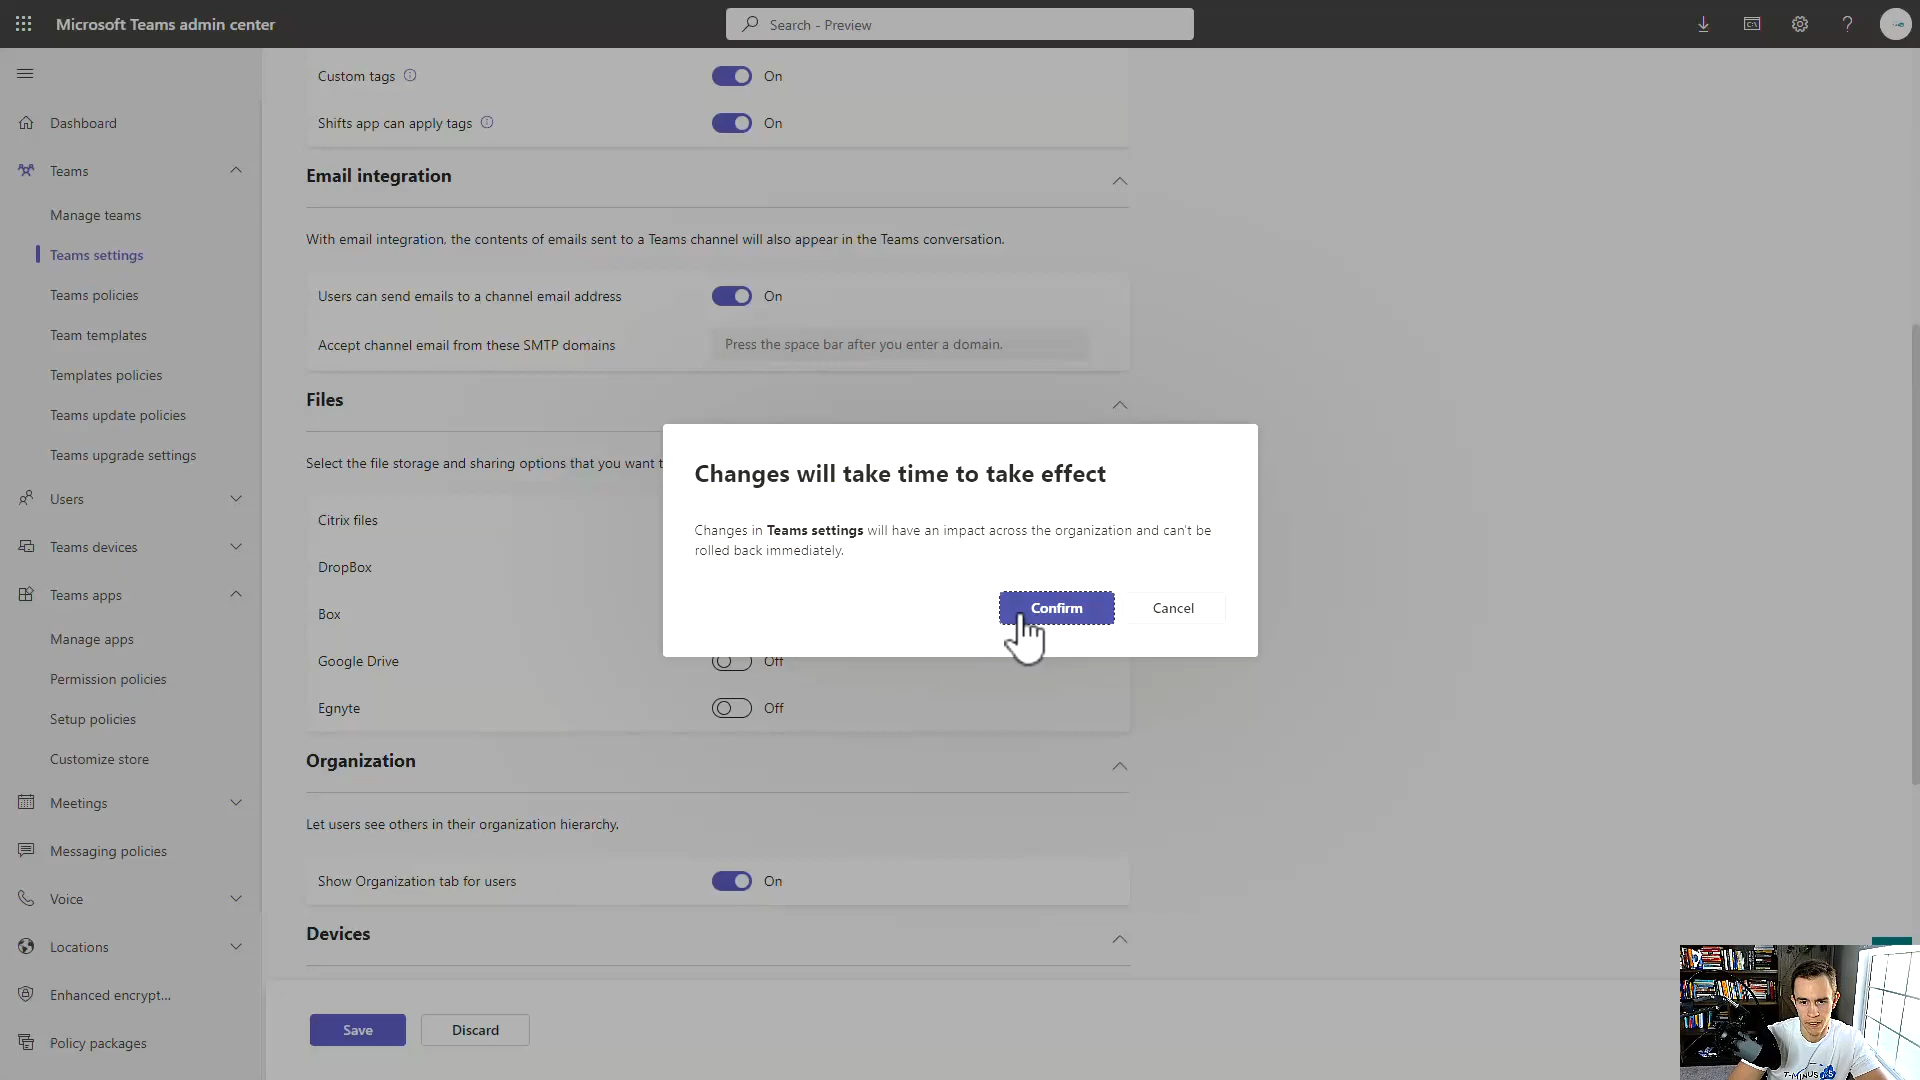 Microsoft Teams admin center
Search - Preview
Dashboard
Teams
Manage teams
Teams settings
Teams policies
Team templates
Templates policies
Teams update policies
Teams upgrade settings
Users
Teams devices
Teams apps
Manage apps
Permission policies
Setup policies
Customize store
Meetings
Messaging policies
Voice
Locations
Enhanced encrypt...
Policy packages
Custom tags
On
Shifts app can apply tags
On
Email integration
With email integration, the contents of emails sent to a Teams channel will also appear in the Teams conversation.
Users can send emails to a channel email address
On
Accept channel email from these SMTP domains
Press the space bar after you enter a domain.
Files
Select the file storage and sharing options that you want t
Citrix files
DropBox
Box
Google Drive
Off
Egnyte
Off
Organization
Let users see others in their organization hierarchy.
Show Organization tab for users
On
Devices
Save
Discard
Changes will take time to take effect
Changes in Teams settings will have an impact across the organization and can't be
rolled back immediately.
Confirm
Cancel
T-MINUS